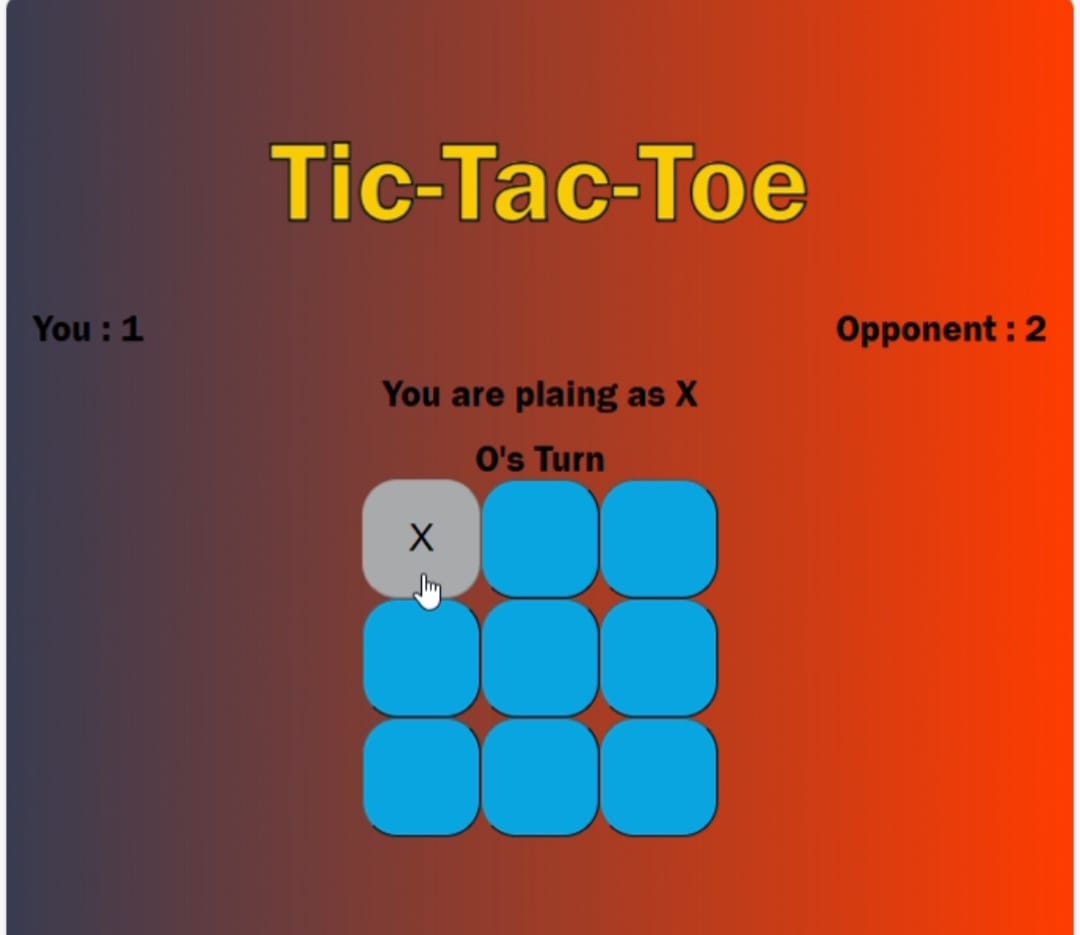 Tic-Tac-Toe
You : 1
Opponent : 2
You are plaing as X
O's Turn
X